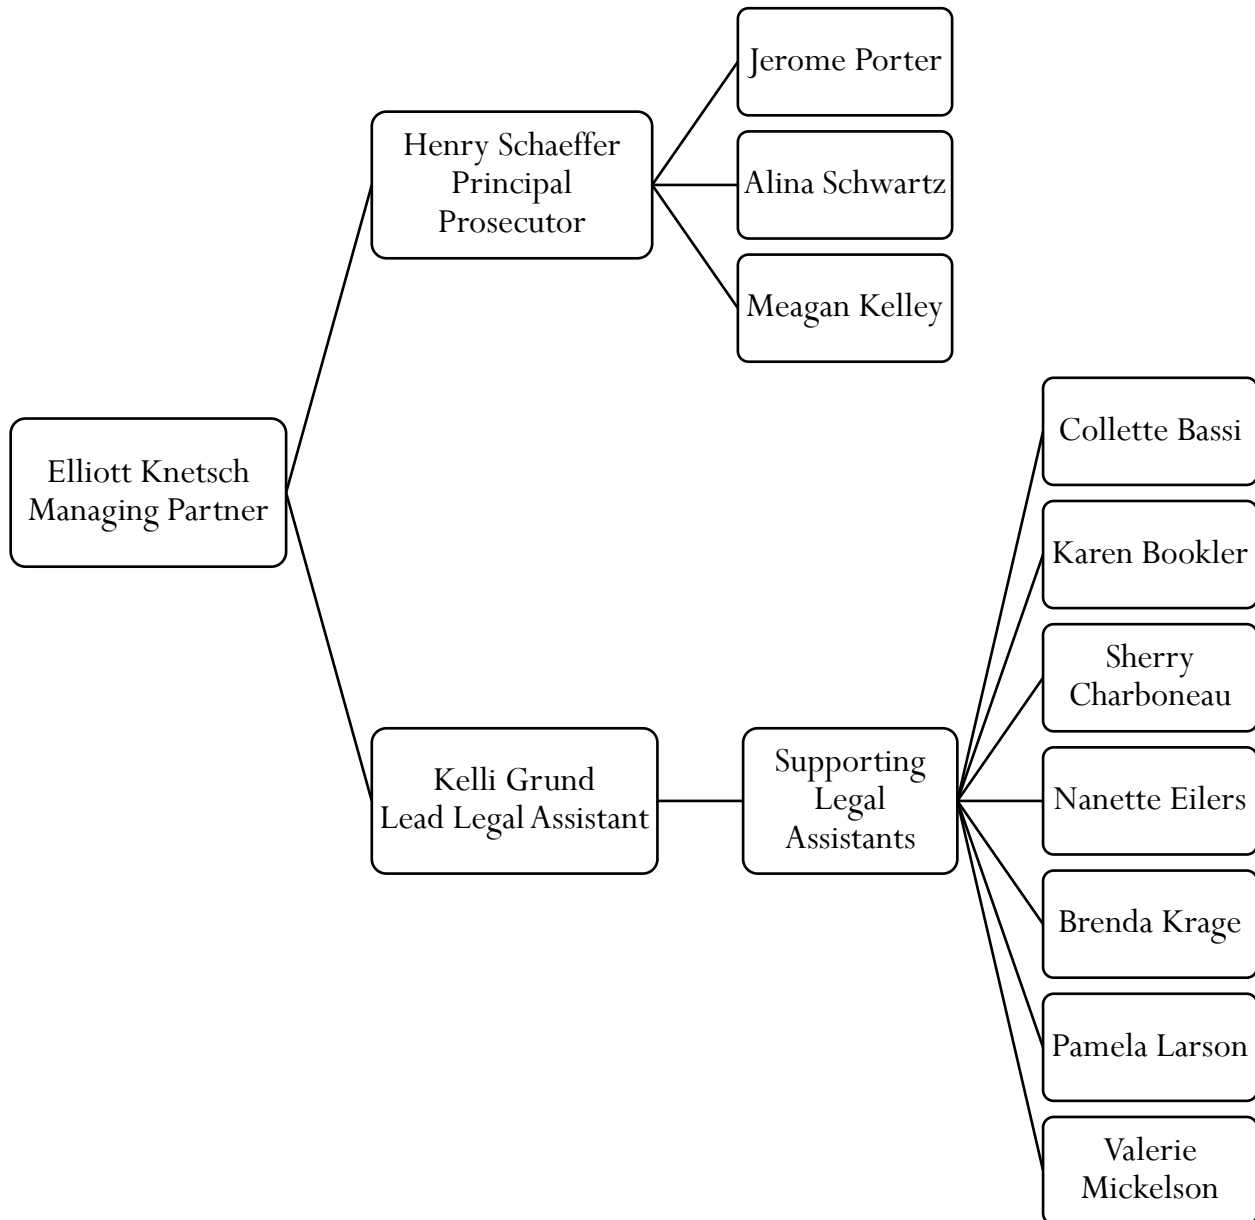 Jerome Porter
Henry Schaeffer
Principal
Prosecutor
Alina Schwartz
Meagan Kelley
Elliott Knetsch
Managing Partner
Kelli Grund
Lead Legal Assistant
Supporting
Legal
Assistants
Collette Bassi
Karen Bookler
Sherry
Charboneau
Nanette Eilers
Brenda Krage
Pamela Larson
Valerie
Mickelson